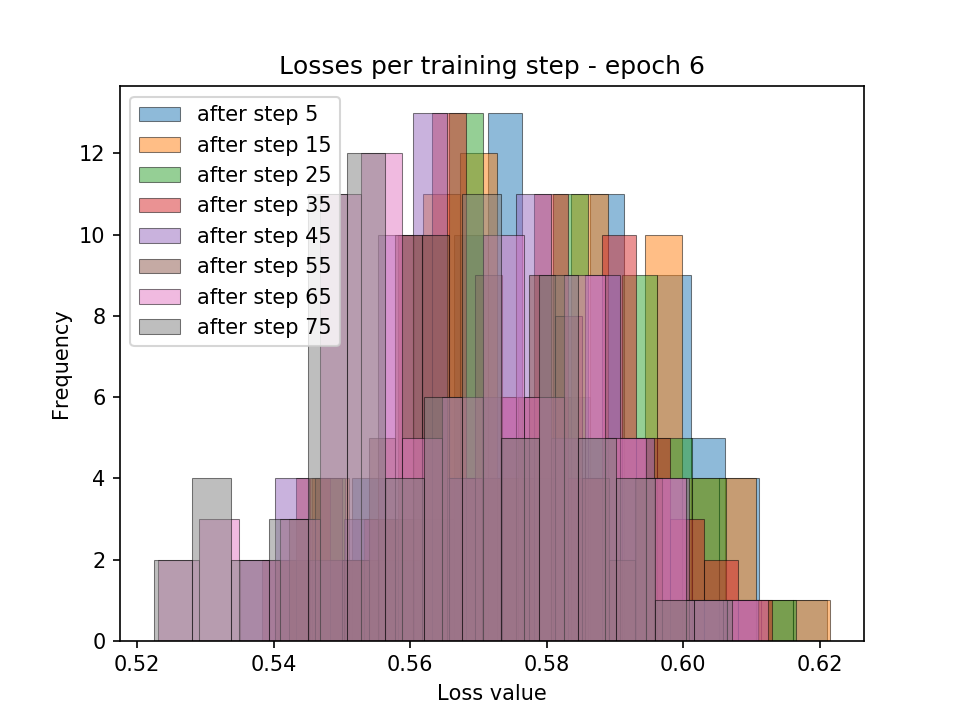 Losses per training step - epoch 6
after step 5
after step 15
after step 25
after step 35
after step 45
after step 55
after step 65
after step 75
Frequency
12
10
8
6
4
2
0
0.52 0.54 0.56 0.58 0.60 0.62
Loss value